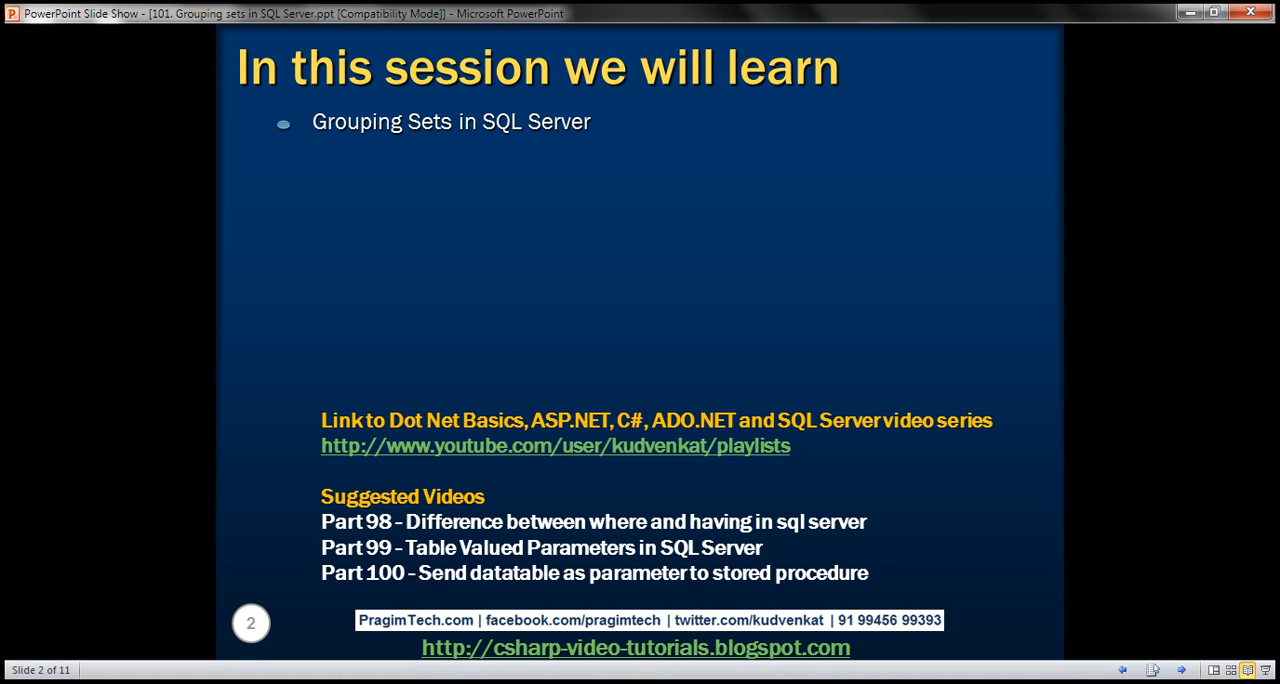 PowerPoint Slide Show - [101. Grouping sets in SQL Server.ppt [Compatibility Mode]] - Microsoft PowerPoint
In this session we will learn
Grouping Sets in SQL Server
Link to Dot Net Basics, ASP.NET, C#, ADO.NET and SQL Server video series
http://www.youtube.com/user/kudvenkat/playlists
Suggested Videos
Part 98 - Difference between where and having in sql server
Part 99 - Table Valued Parameters in SQL Server
Part 100 - Send datatable as parameter to stored procedure
2
PragimTech.com | facebook.com/pragimtech | twitter.com/kudvenkat | 91 99456 99393
http://csharp-video-tutorials.blogspot.com
Slide 2 of 11